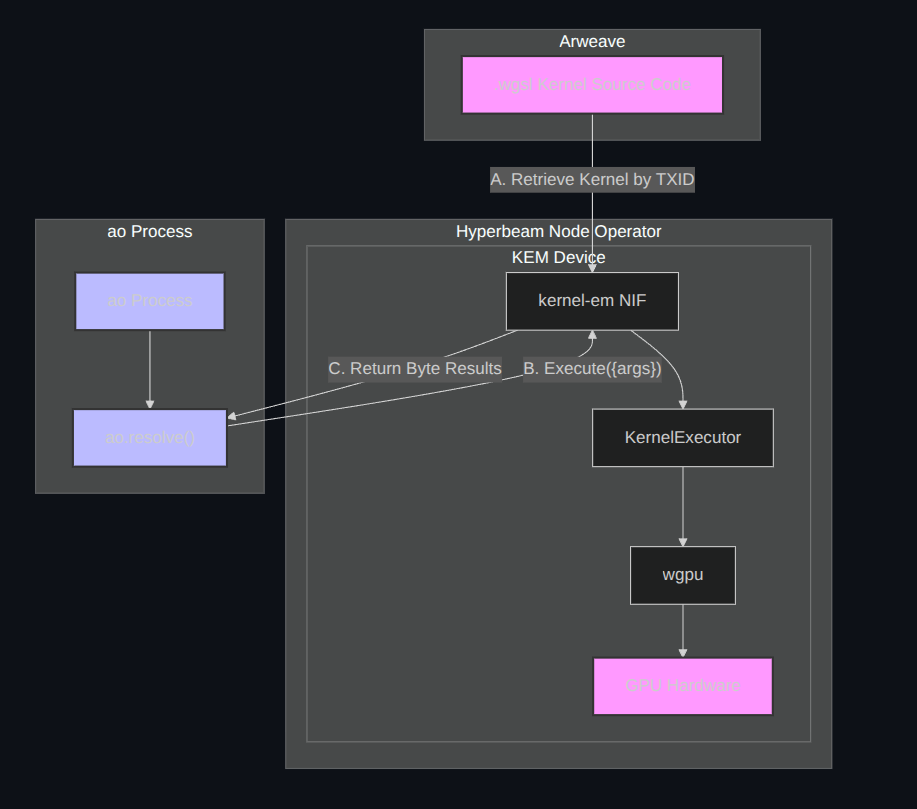 Arweave
.wgsl Kernel Source Code
A. Retrieve Kernel by TXID
ao Process
Hyperbeam Node Operator
KEM Device
ao Process
kernel-em NIF
C. Return Byte Results
B. Execute({args})
ao.resolve()
KernelExecutor
wgpu
GPU Hardware